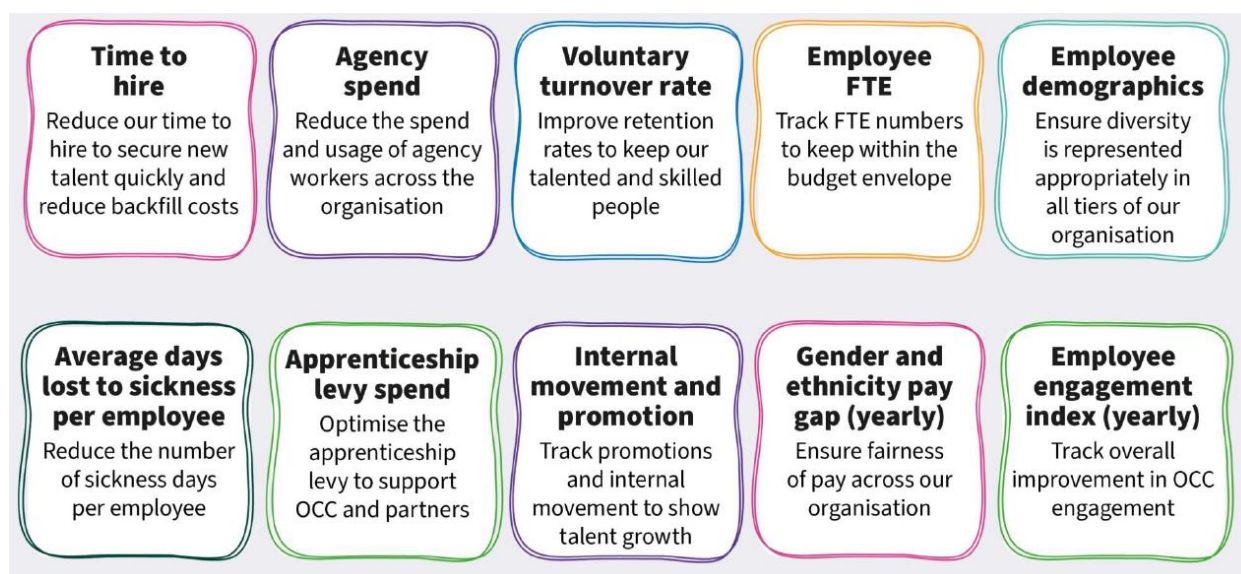 Time to
hire
Reduce our time to
hire to secure new
talent quickly and
reduce backfill costs
Agency
spend
Reduce the spend
and usage of agency
workers across the
organisation
Voluntary
turnover rate
Improve retention
rates to keep our
talented and skilled
people
Employee
FTE
Track FTE numbers
to keep within the
budget envelope
Employee
demographics
Ensure diversity
is represented
appropriately in
all tiers of our
organisation
Average days
lost to sickness
per employee
Reduce the number
of sickness days
per employee
Apprenticeship
levy spend
Optimise the
apprenticeship
levy to support
OCC and partners
Internal
movement and
promotion
Track promotions
and internal
movement to show
talent growth
Gender and
ethnicity pay
gap (yearly)
Ensure fairness
of pay across our
organisation
Employee
engagement
index (yearly)
Track overall
improvement in OCC
engagement